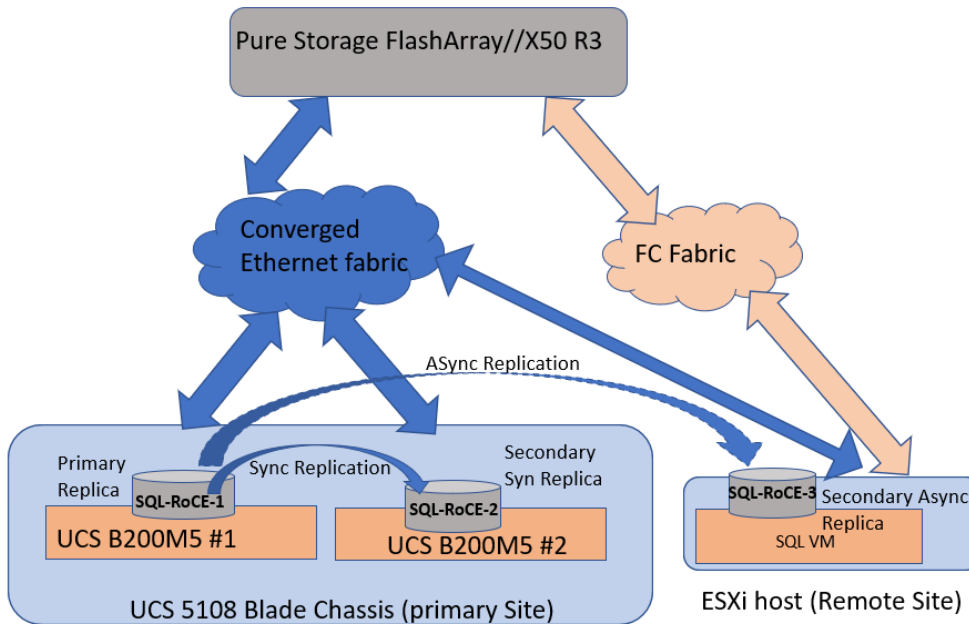 Pure Storage FlashArray//X50 R3
Converged
Ethernet fabric
FC Fabric
ASync Replication
Primary
Replica
Sync Replication
Secondary
Syn Replica
SQL-RoCE-1
SQL-RoCE-2
SQL-RoCE-3
Secondary Async
Replica
UCS B200M5 #1
UCS B200M5 #2
SQL VM
UCS 5108 Blade Chassis (primary Site)
ESXi host (Remote Site)